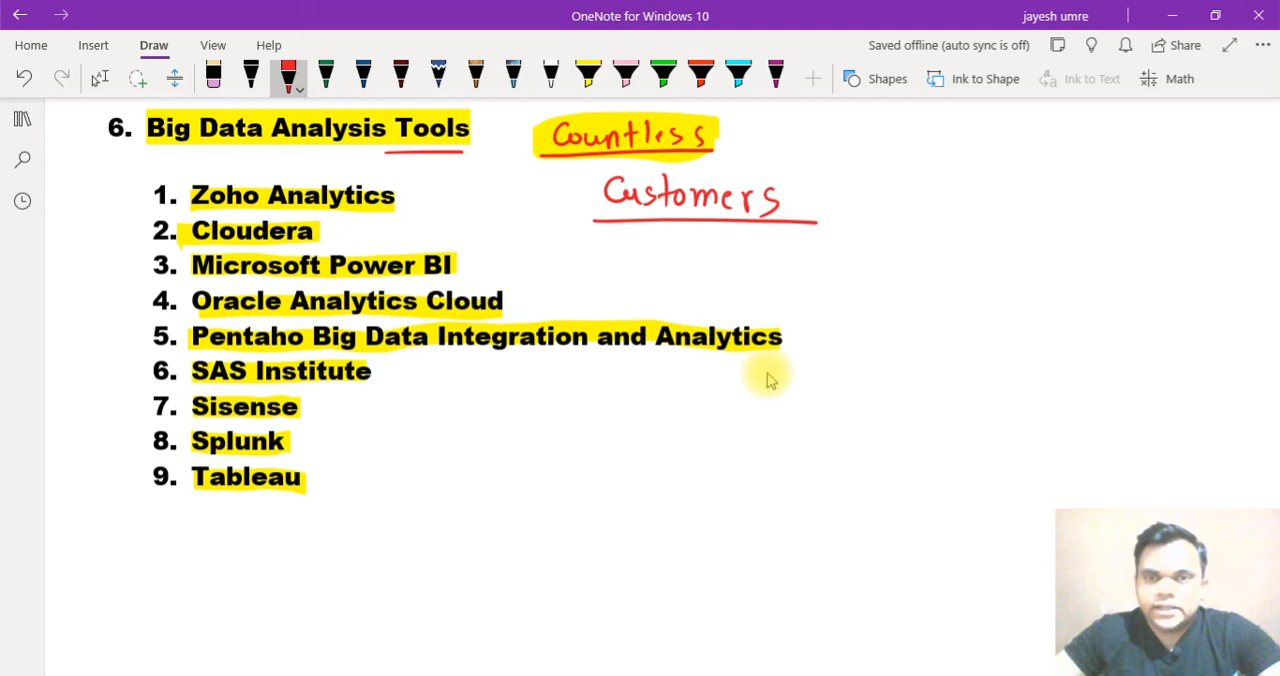 OneNote for Windows 10
jayesh umre
Home Insert Draw View Help
Saved offline (auto sync is off) Share
Shapes Ink to Shape Ink to Text Math
6. Big Data Analysis Tools Countless
Customers
1. Zoho Analytics
2. Cloudera
3. Microsoft Power BI
4. Oracle Analytics Cloud
5. Pentaho Big Data Integration and Analytics
6. SAS Institute
7. Sisense
8. Splunk
9. Tableau